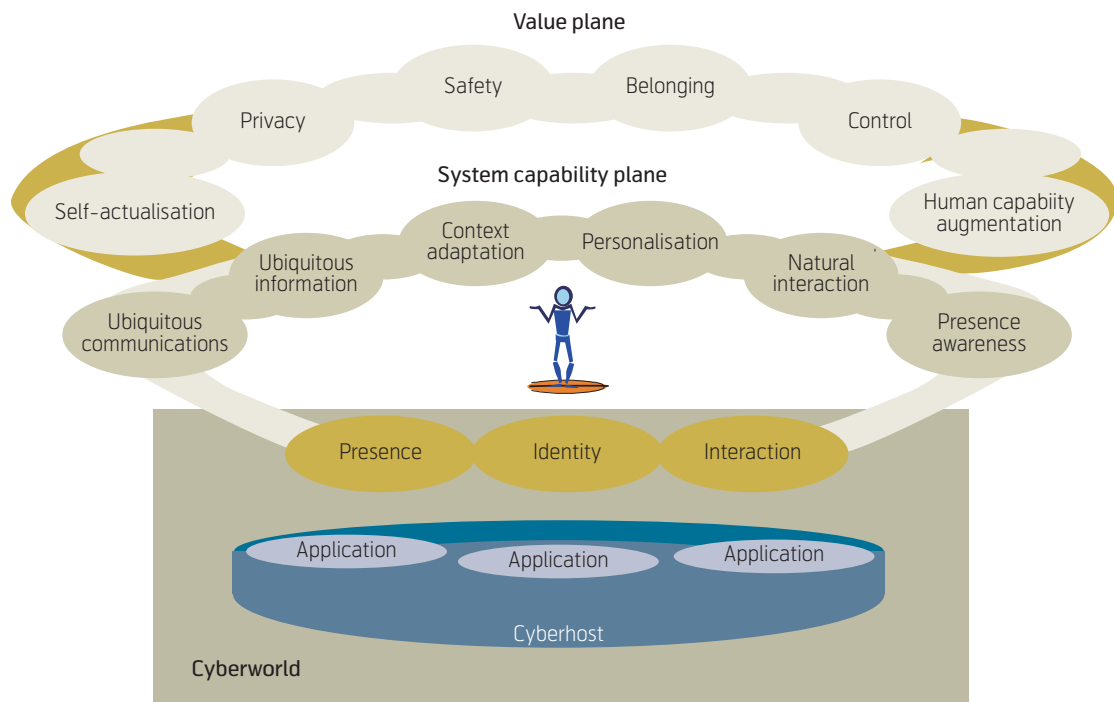 Value plane
Safety
Belonging
Privacy
Control
System capability plane
Self-actualisation
Human capabiity
augmentation
Context
adaptation
Personalisation
Ubiquitous
information
Natural
interaction
Ubiquitous
communications
Presence
awareness
Presence
Identity
Interaction
Application
Application
Application
Cyberhost
Cyberworld